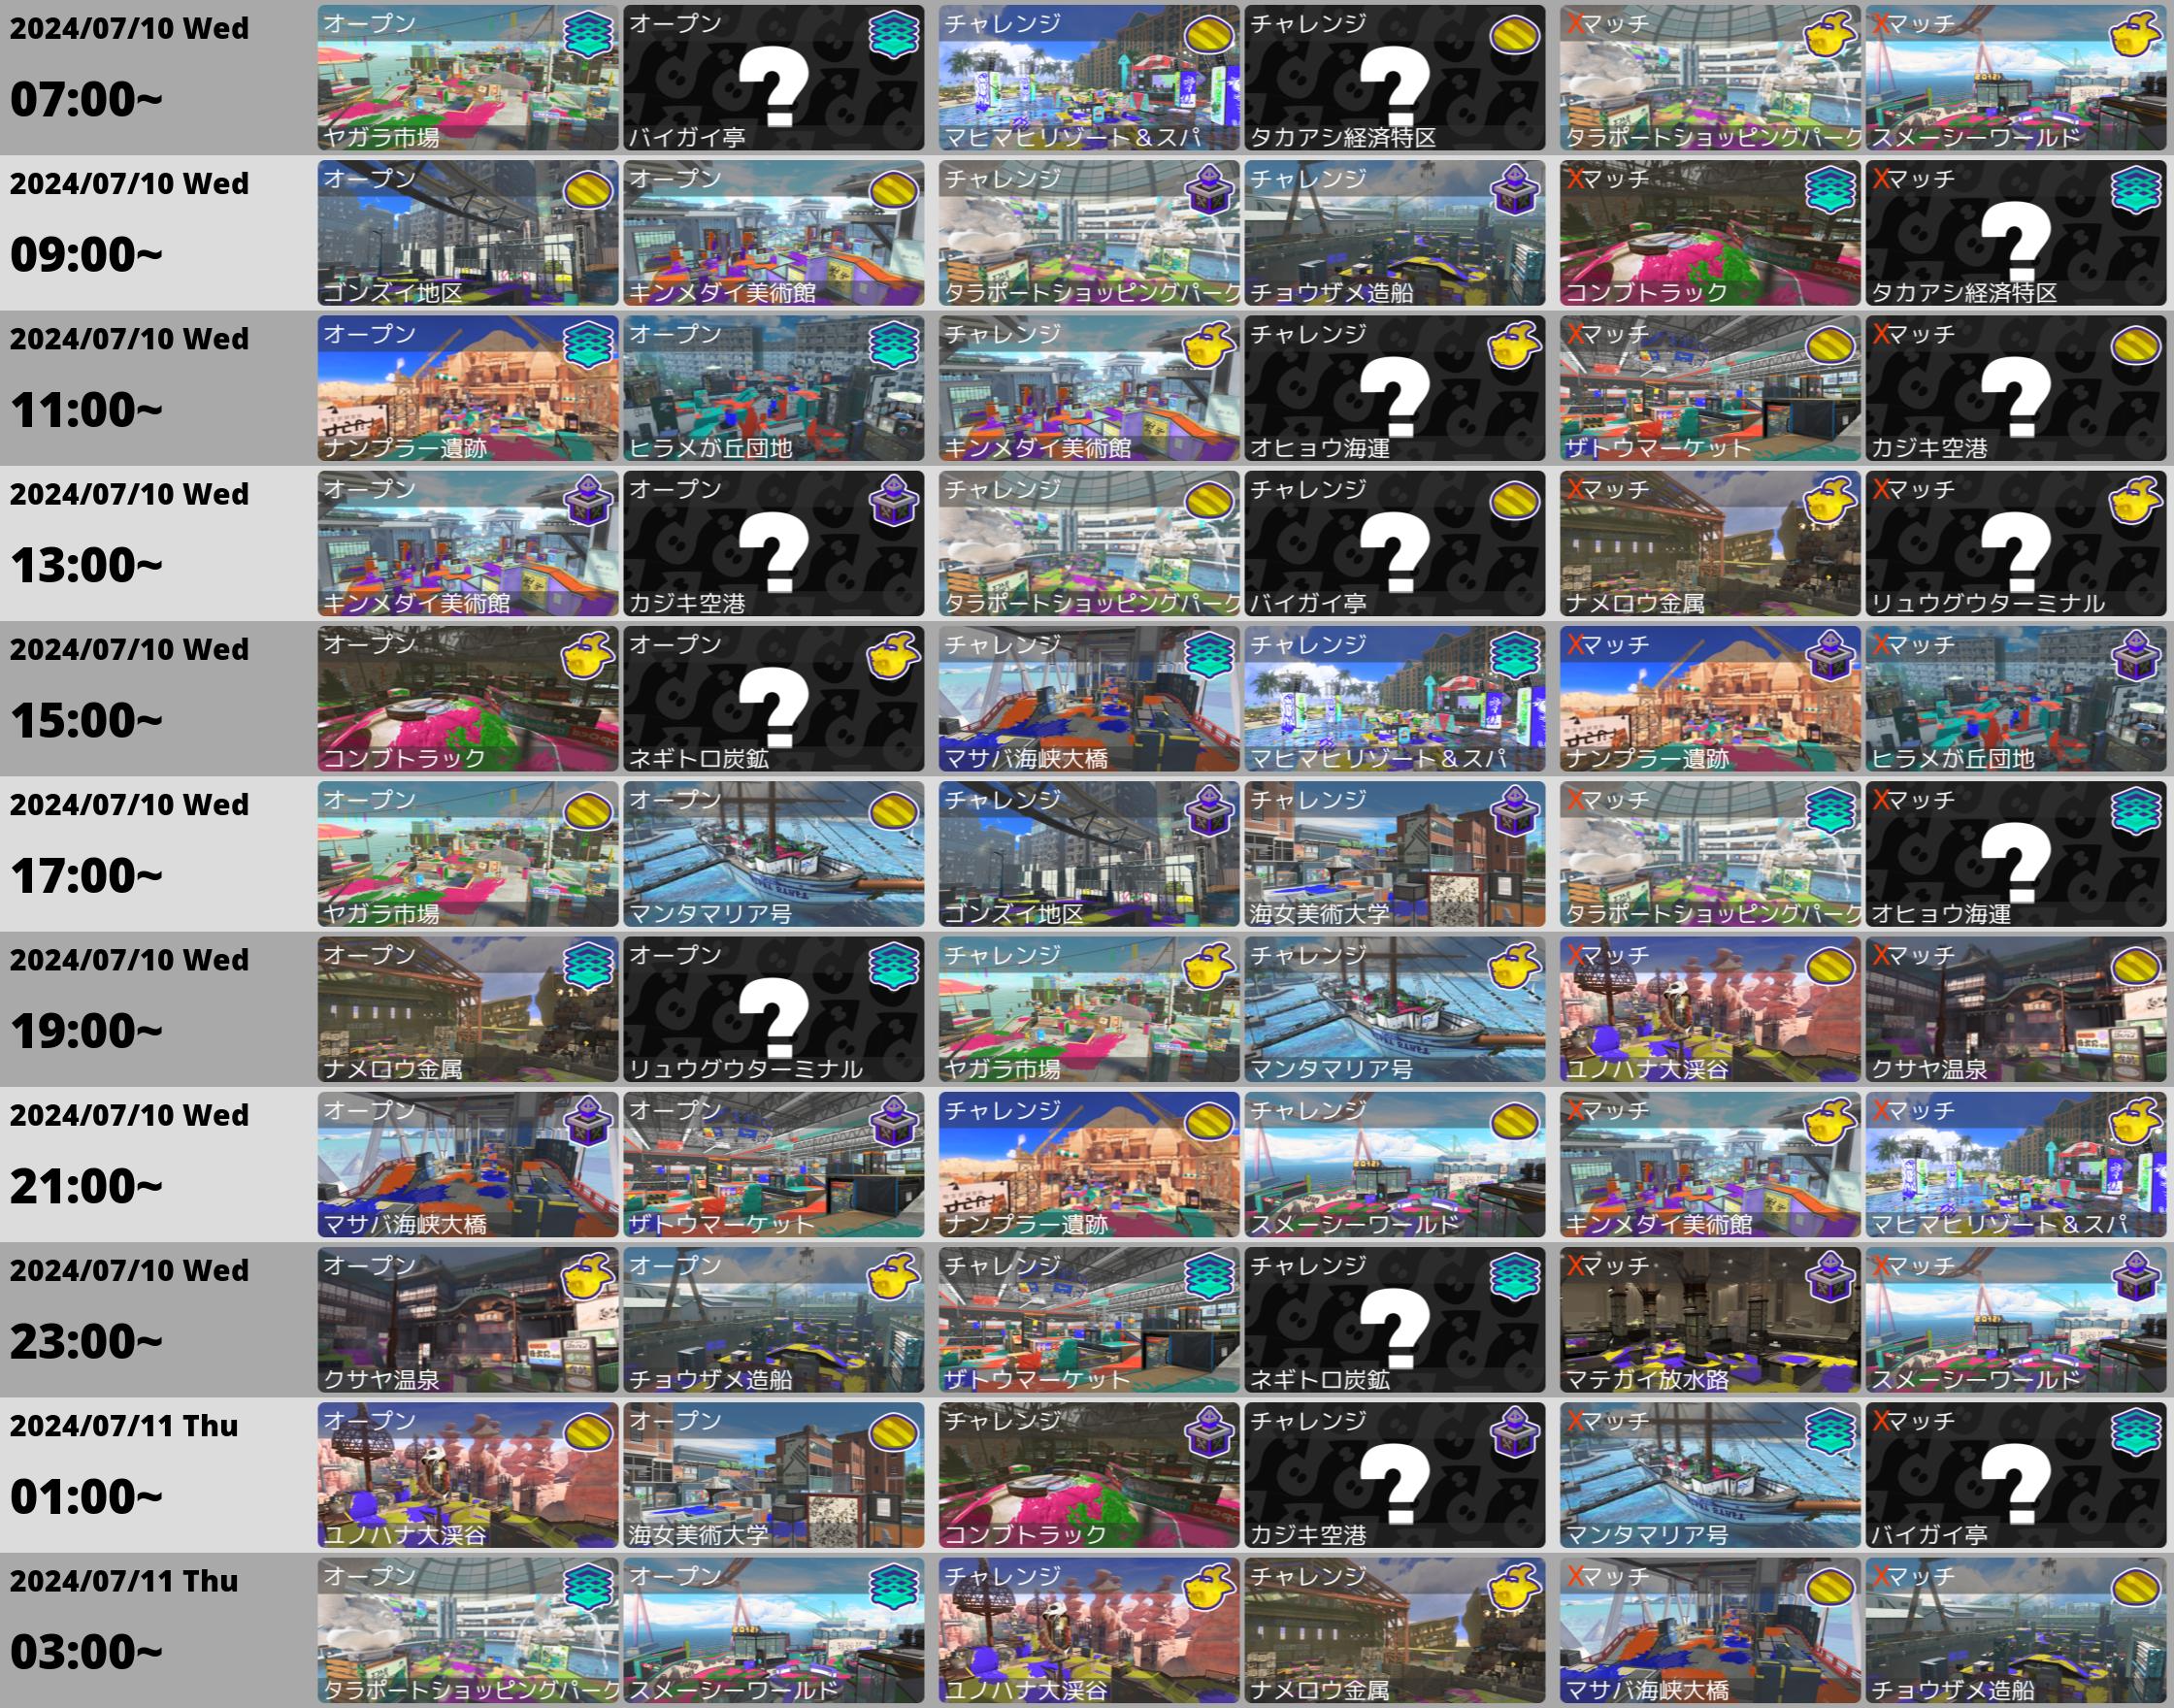 2024/07/10 Wed
07:00~
オープン オープン チャレンジ チャレンジ Xマッチ Xマッチ
ヤガラ市場 バイガイ亭 マヒマヒリゾート＆スパ タカアシ経済特区 タラポートショッピングパーク スメーシーワールド
2024/07/10 Wed
09:00~
オープン オープン チャレンジ チャレンジ Xマッチ Xマッチ
ゴンズイ地区 キンメダイ美術館 タラポートショッピングパーク チョウザメ造船 コンブトラック タカアシ経済特区
2024/07/10 Wed
11:00~
オープン オープン チャレンジ チャレンジ Xマッチ Xマッチ
ナンプラー遺跡 ヒラメが丘団地 キンメダイ美術館 オヒョウ海運 ザトウマーケット カジキ空港
2024/07/10 Wed
13:00~
オープン オープン チャレンジ チャレンジ Xマッチ Xマッチ
キンメダイ美術館 カジキ空港 タラポートショッピングパーク バイガイ亭 ナメロウ金属 リュウグウターミナル
2024/07/10 Wed
15:00~
オープン オープン チャレンジ チャレンジ Xマッチ Xマッチ
コンブトラック ネギトロ炭鉱 マサバ海峡大橋 マヒマヒリゾート＆スパ ナンプラー遺跡 ヒラメが丘団地
2024/07/10 Wed
17:00~
オープン オープン チャレンジ チャレンジ Xマッチ Xマッチ
ヤガラ市場 マンタマリア号 ゴンズイ地区 海女美術大学 タラポートショッピングパーク オヒョウ海運
2024/07/10 Wed
19:00~
オープン オープン チャレンジ チャレンジ Xマッチ Xマッチ
ナメロウ金属 リュウグウターミナル ヤガラ市場 マンタマリア号 ユノハナ大渓谷 クサヤ温泉
2024/07/10 Wed
21:00~
オープン オープン チャレンジ チャレンジ Xマッチ Xマッチ
マサバ海峡大橋 ザトウマーケット ナンプラー遺跡 スメーシーワールド キンメダイ美術館 マヒマヒリゾート＆スパ
2024/07/10 Wed
23:00~
オープン オープン チャレンジ チャレンジ Xマッチ Xマッチ
クサヤ温泉 チョウザメ造船 ザトウマーケット ネギトロ炭鉱 マテガイ放水路 スメーシーワールド
2024/07/11 Thu
01:00~
オープン オープン チャレンジ チャレンジ Xマッチ Xマッチ
ユノハナ大渓谷 海女美術大学 コンブトラック カジキ空港 マンタマリア号 バイガイ亭
2024/07/11 Thu
03:00~
オープン オープン チャレンジ チャレンジ Xマッチ Xマッチ
タラポートショッピングパーク スメーシーワールド ユノハナ大渓谷 ナメロウ金属 マサバ海峡大橋 チョウザメ造船